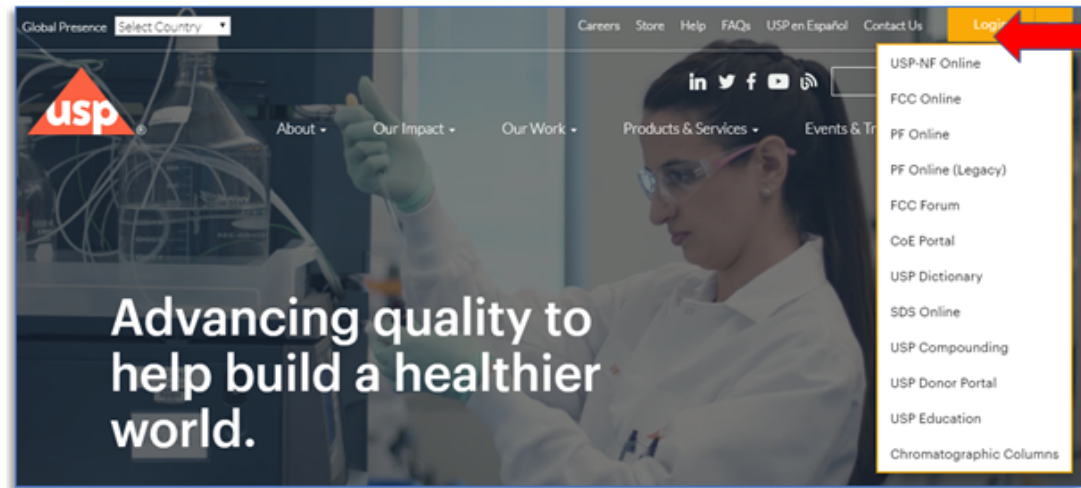 Global Presence Select Country
Careers Store Help FAQs USP en Español Contact Us Login
usp
®
About Our Impact Our Work Products & Services Events & Tr
USP-NF Online
FCC Online
PF Online
PF Online (Legacy)
FCC Forum
CoE Portal
USP Dictionary
SDS Online
USP Compounding
USP Donor Portal
USP Education
Chromatographic Columns
Advancing quality to
help build a healthier
world.